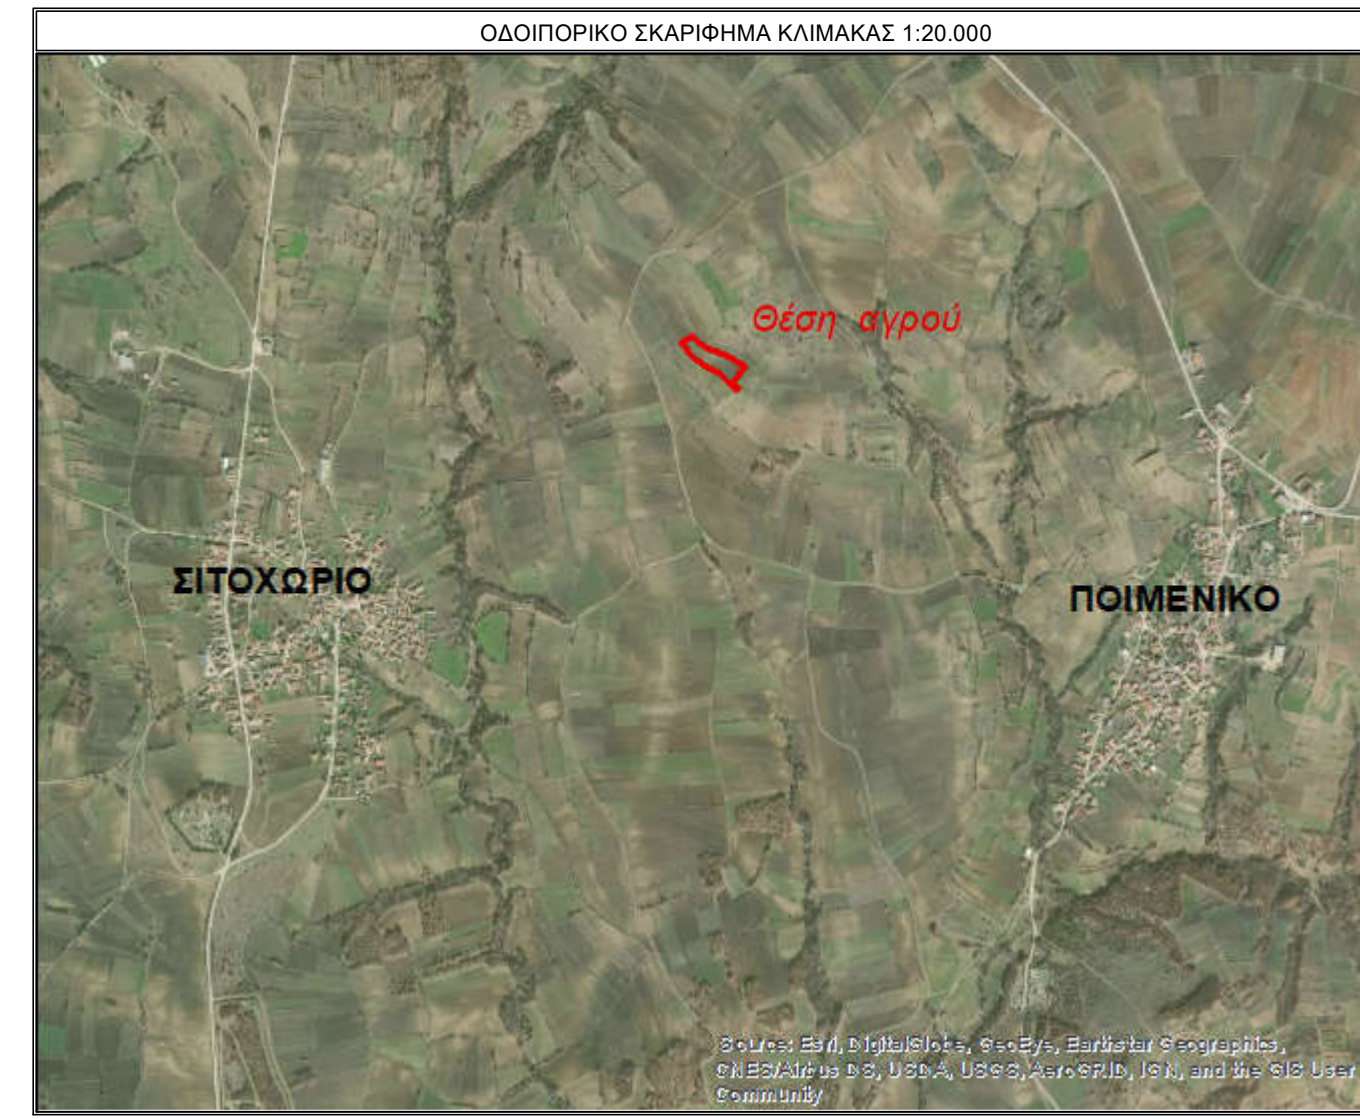 ΟΔΟΙΠΟΡΙΚΟ ΣΚΑΡΙΦΗΜΑ ΚΛΙΜΑΚΑΣ 1:20.000
Θέση αγρού
ΣΙΤΟΧΩΡΙΟ
ΠΟΙΜΕΝΙΚΟ
Source: Esri, DigitalGlobe, GeoEye, Earthstar Geographics,
CNES/Airbus DS, USDA, USGS, AeroGRID, IGN, and the GIS User
Community